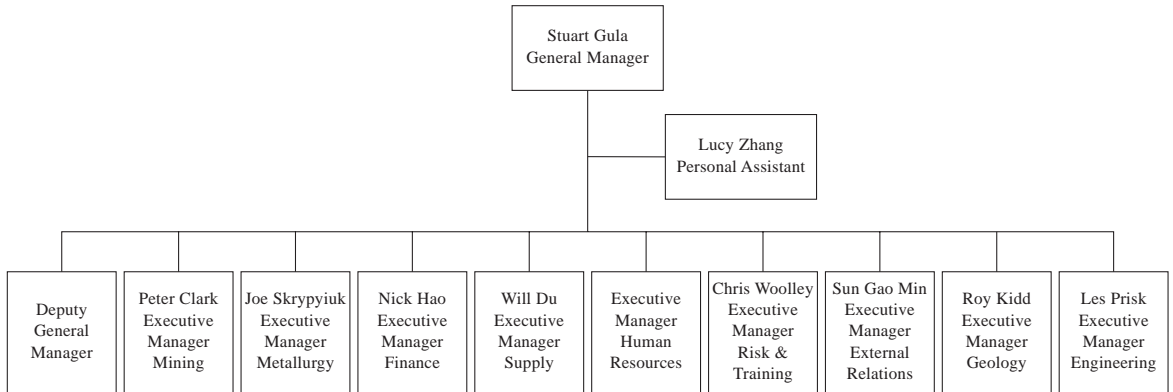 Stuart Gula
General Manager
Lucy Zhang
Personal Assistant
Deputy
General
Manager
Peter Clark
Executive
Manager
Mining
Joe Skrypyiuk
Executive
Manager
Metallurgy
Nick Hao
Executive
Manager
Finance
Will Du
Executive
Manager
Supply
Executive
Manager
Human
Resources
Chris Woolley
Executive
Manager
Risk &
Training
Sun Gao Min
Executive
Manager
External
Relations
Roy Kidd
Executive
Manager
Geology
Les Prisk
Executive
Manager
Engineering